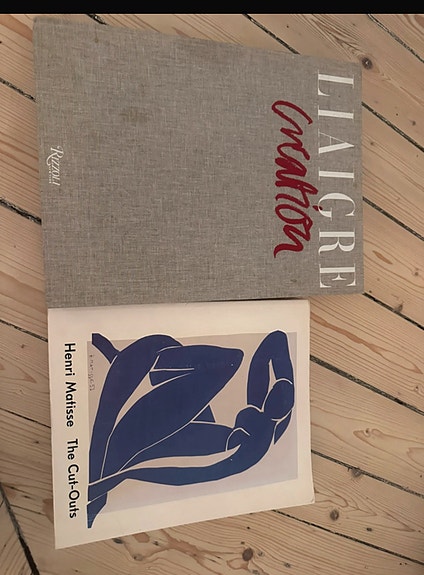 LIAIGRE
Creation
RIZZOLI
Henri Matisse The Cut-Outs